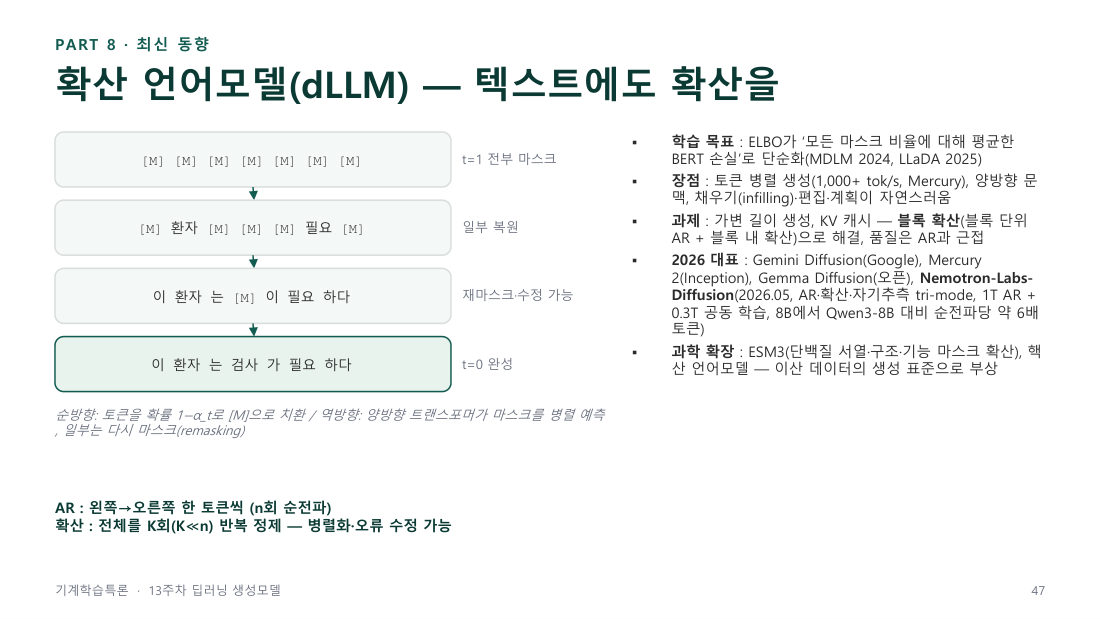 PART 8 · 최신 동향
확산 언어모델(dLLM) — 텍스트에도 확산을
[M] [M] [M] [M] [M] [M] [M]
t=1 전부 마스크
[M] 환자 [M] [M] [M] 필요 [M]
일부 복원
이 환자 는 [M] 이 필요 하다
재마스크·수정 가능
이 환자 는 검사 가 필요 하다
t=0 완성
순방향: 토큰을 확률 1−α_t로 [M]으로 치환 / 역방향: 양방향 트랜스포머가 마스크를 병렬 예측
, 일부는 다시 마스크(remasking)
AR : 왼쪽→오른쪽 한 토큰씩 (n회 순전파)
확산 : 전체를 K회(K≪n) 반복 정제 — 병렬화·오류 수정 가능
▪ 학습 목표 : ELBO가 ‘모든 마스크 비율에 대해 평균한
BERT 손실’로 단순화(MDLM 2024, LLaDA 2025)
▪ 장점 : 토큰 병렬 생성(1,000+ tok/s, Mercury), 양방향 문
맥, 채우기(infilling)·편집·계획이 자연스러움
▪ 과제 : 가변 길이 생성, KV 캐시 — 블록 확산(블록 단위
AR + 블록 내 확산)으로 해결, 품질은 AR과 근접
▪ 2026 대표 : Gemini Diffusion(Google), Mercury
2(Inception), Gemma Diffusion(오픈), Nemotron-Labs-
Diffusion(2026.05, AR·확산·자기추측 tri-mode, 1T AR +
0.3T 공동 학습, 8B에서 Qwen3-8B 대비 순전파당 약 6배
토큰)
▪ 과학 확장 : ESM3(단백질 서열·구조·기능 마스크 확산), 핵
산 언어모델 — 이산 데이터의 생성 표준으로 부상
기계학습특론 · 13주차 딥러닝 생성모델
47